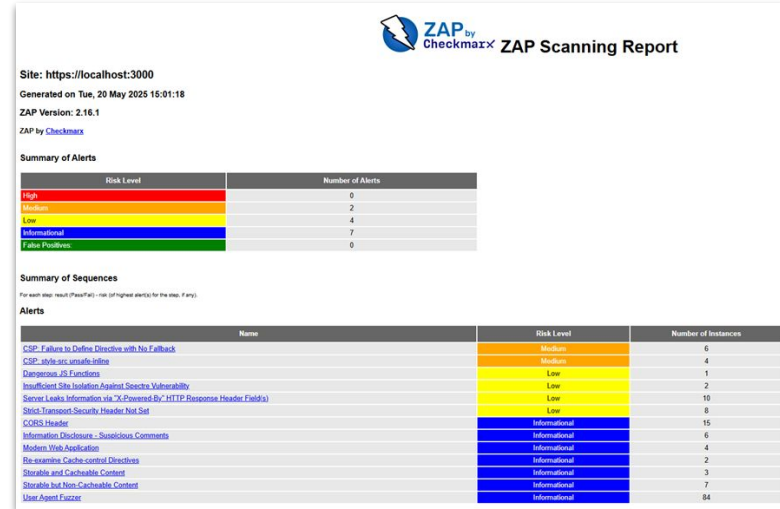 ZAP by
Checkmarx ZAP Scanning Report
Site: https://localhost:3000
Generated on Tue, 20 May 2025 15:01:18
ZAP Version: 2.16.1
ZAP by Checkmarx
Summary of Alerts
Risk Level Number of Alerts
High 0
Medium 2
Low 4
Informational 7
False Positives: 0
Summary of Sequences
For each step: result (Pass/Fail) - risk (of highest alert(s) for the step, if any).
Alerts
Name Risk Level Number of Instances
CSP: Failure to Define Directive with No Fallback Medium 6
CSP: style-src unsafe-inline Medium 4
Dangerous JS Functions Low 1
Insufficient Site Isolation Against Spectre Vulnerability Low 2
Server Leaks Information via "X-Powered-By" HTTP Response Header Field(s) Low 10
Strict-Transport-Security Header Not Set Low 8
CORS Header Informational 15
Information Disclosure - Suspicious Comments Informational 6
Modern Web Application Informational 4
Re-examine Cache-control Directives Informational 2
Storable and Cacheable Content Informational 3
Storable but Non-Cacheable Content Informational 7
User Agent Fuzzer Informational 84